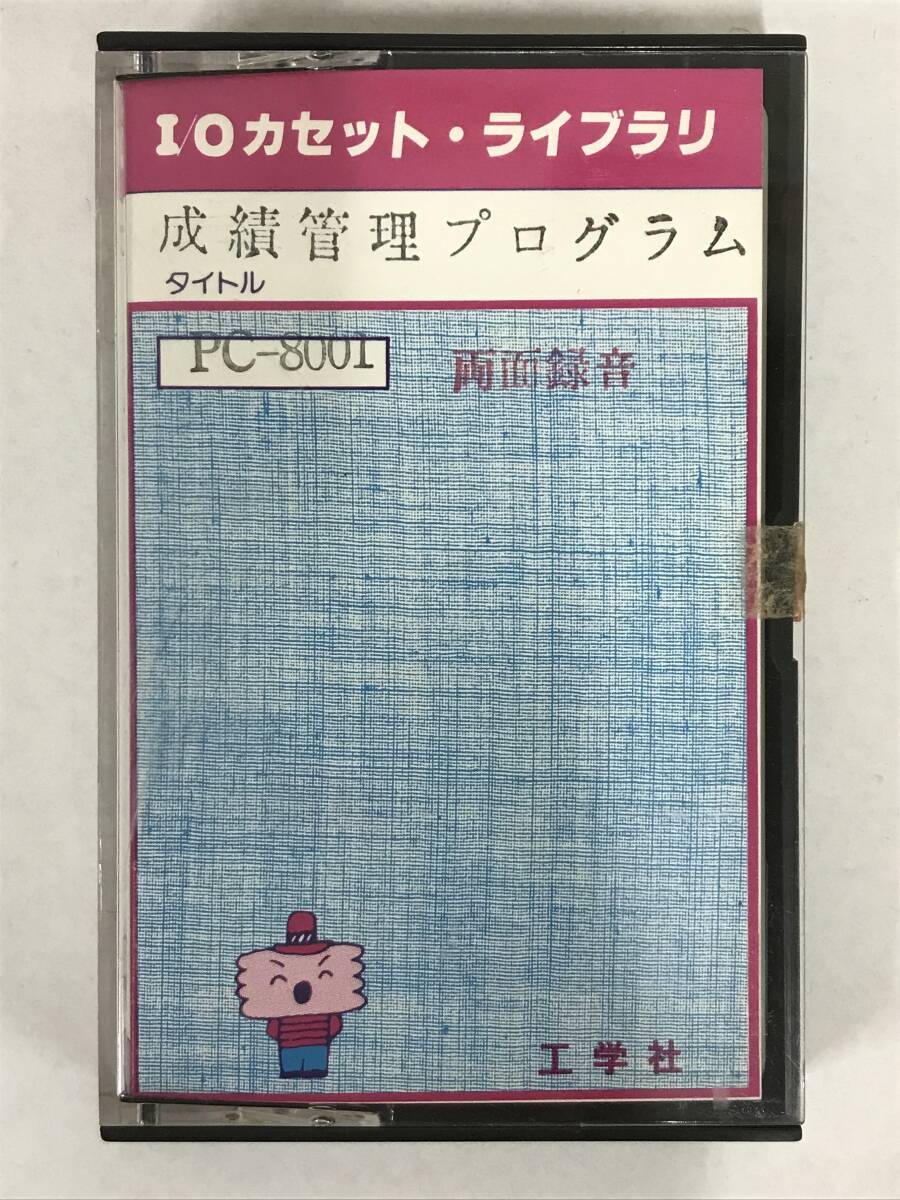 I/Oカセット・ライブラリ
成績管理プログラム
タイトル
PC-8001
両面録音
工学社